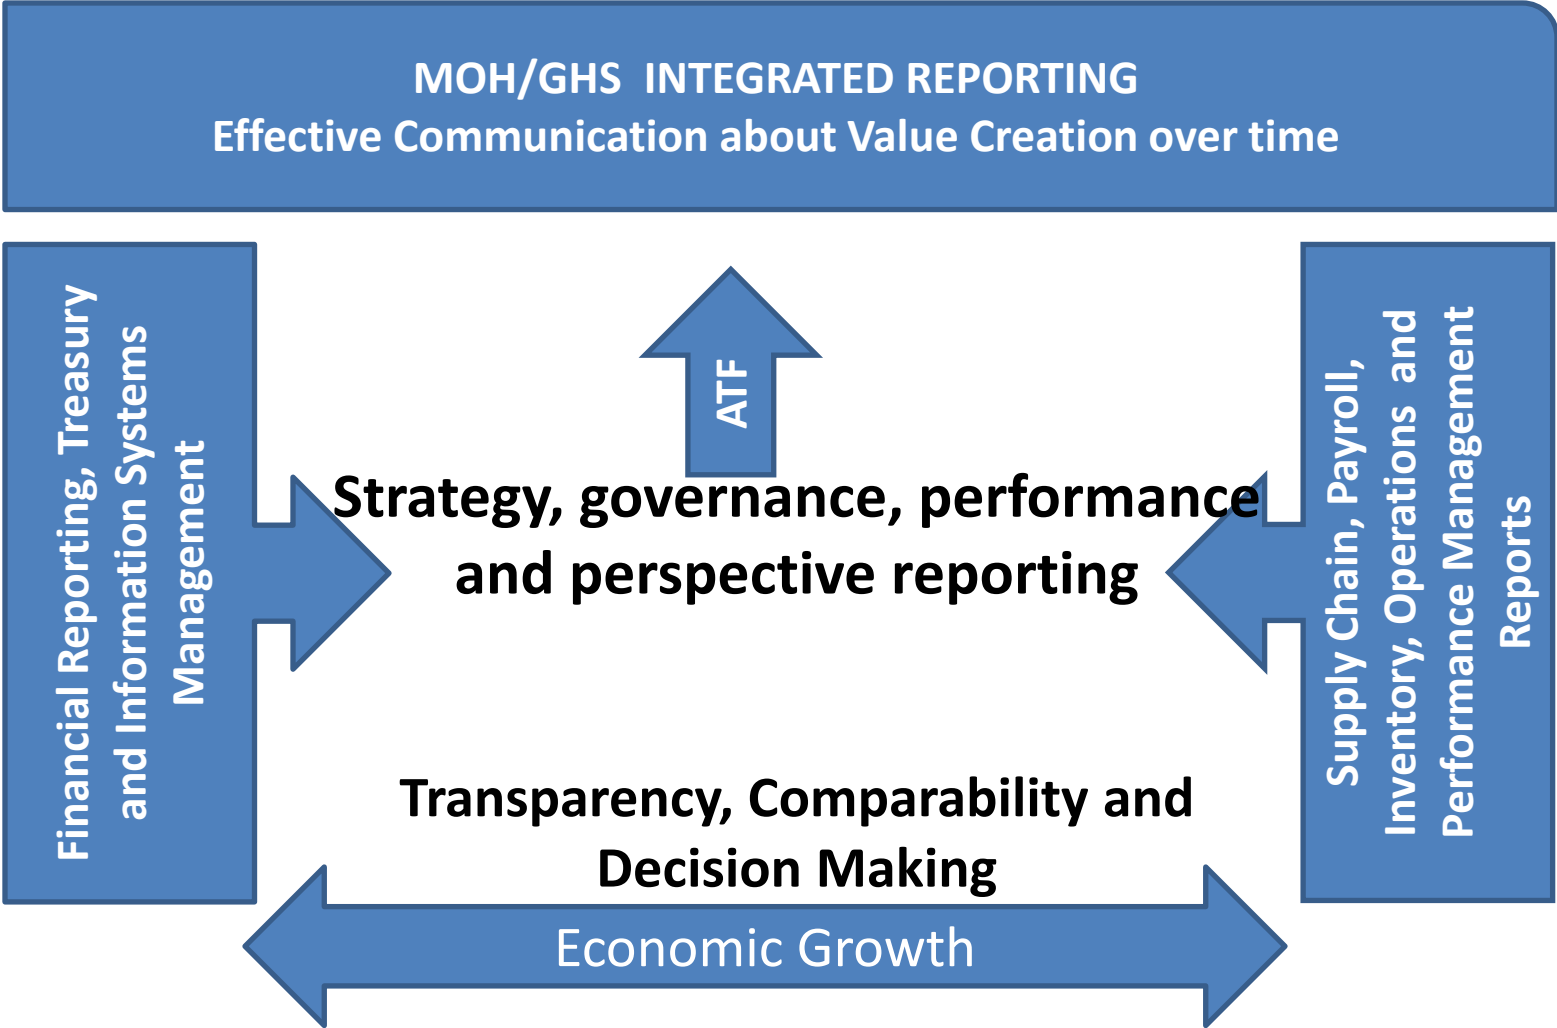 MOH/GHS  INTEGRATED REPORTING
Effective Communication about Value Creation over time
Financial Reporting, Treasury
and Information Systems
Management
ATF
Strategy, governance, performance
and perspective reporting
Supply Chain, Payroll,
Inventory, Operations  and
Performance Management
Reports
Transparency, Comparability and
Decision Making
Economic Growth